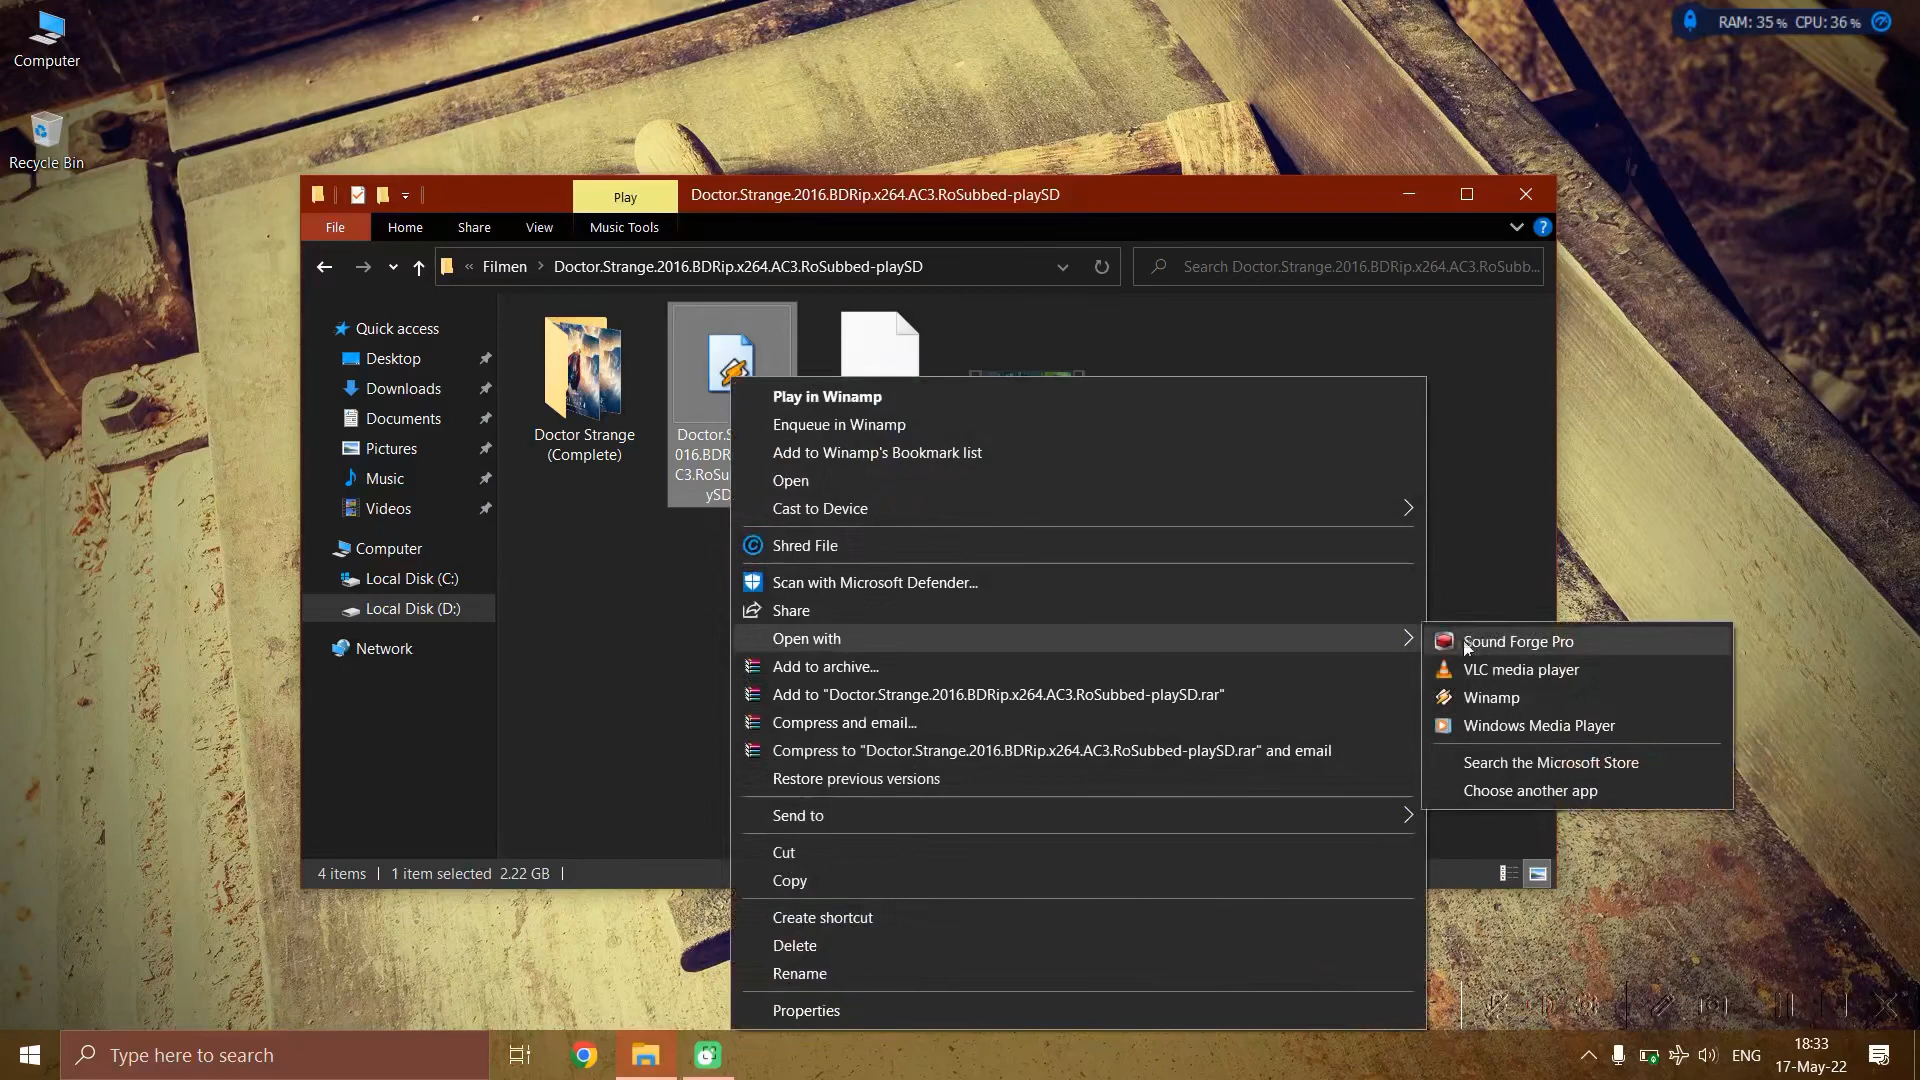 Computer
Recycle Bin
RAM: 35 % CPU: 36 %
Play
Doctor.Strange.2016.BDRip.x264.AC3.RoSubbed-playSD
File
Home
Share
View
Music Tools
« Filmen > Doctor.Strange.2016.BDRip.x264.AC3.RoSubbed-playSD
Search Doctor.Strange.2016.BDRip.x264.AC3.RoSubb...
Quick access
Desktop
Downloads
Documents
Pictures
Music
Videos
Computer
Local Disk (C:)
Local Disk (D:)
Network
Doctor Strange
(Complete)
Doctor.S
016.BDR
C3.RoSu
ySD
Play in Winamp
Enqueue in Winamp
Add to Winamp's Bookmark list
Open
Cast to Device
Shred File
Scan with Microsoft Defender...
Share
Open with
Add to archive...
Add to "Doctor.Strange.2016.BDRip.x264.AC3.RoSubbed-playSD.rar"
Compress and email...
Compress to "Doctor.Strange.2016.BDRip.x264.AC3.RoSubbed-playSD.rar" and email
Restore previous versions
Send to
Cut
Copy
Create shortcut
Delete
Rename
Properties
Sound Forge Pro
VLC media player
Winamp
Windows Media Player
Search the Microsoft Store
Choose another app
4 items
1 item selected 2.22 GB
Type here to search
ENG
18:33
17-May-22